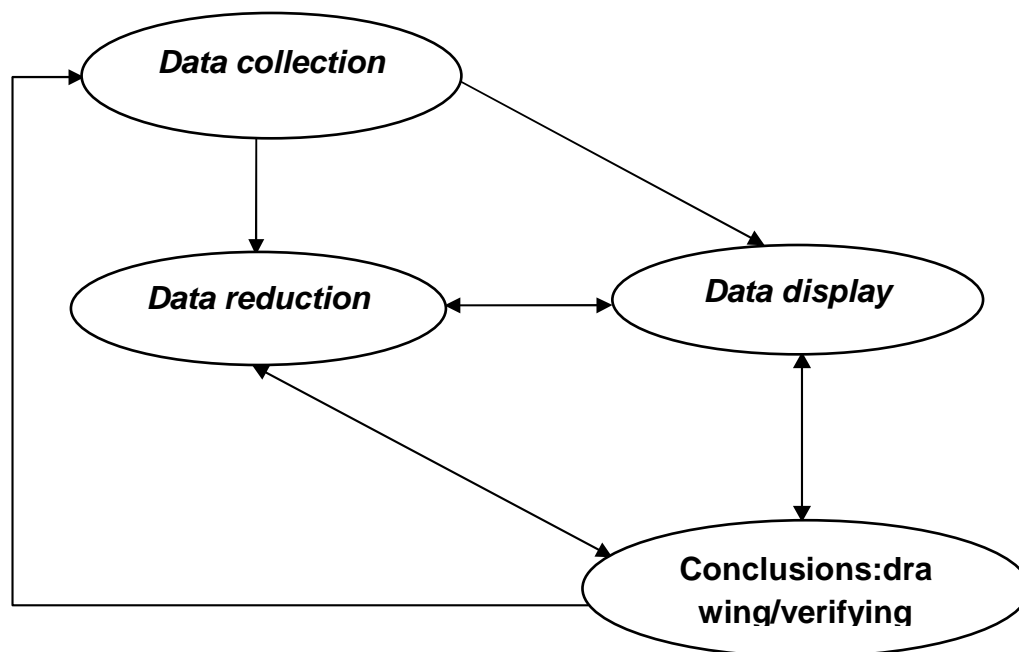 Data collection
Data reduction
Data display
Conclusions:dra
wing/verifying